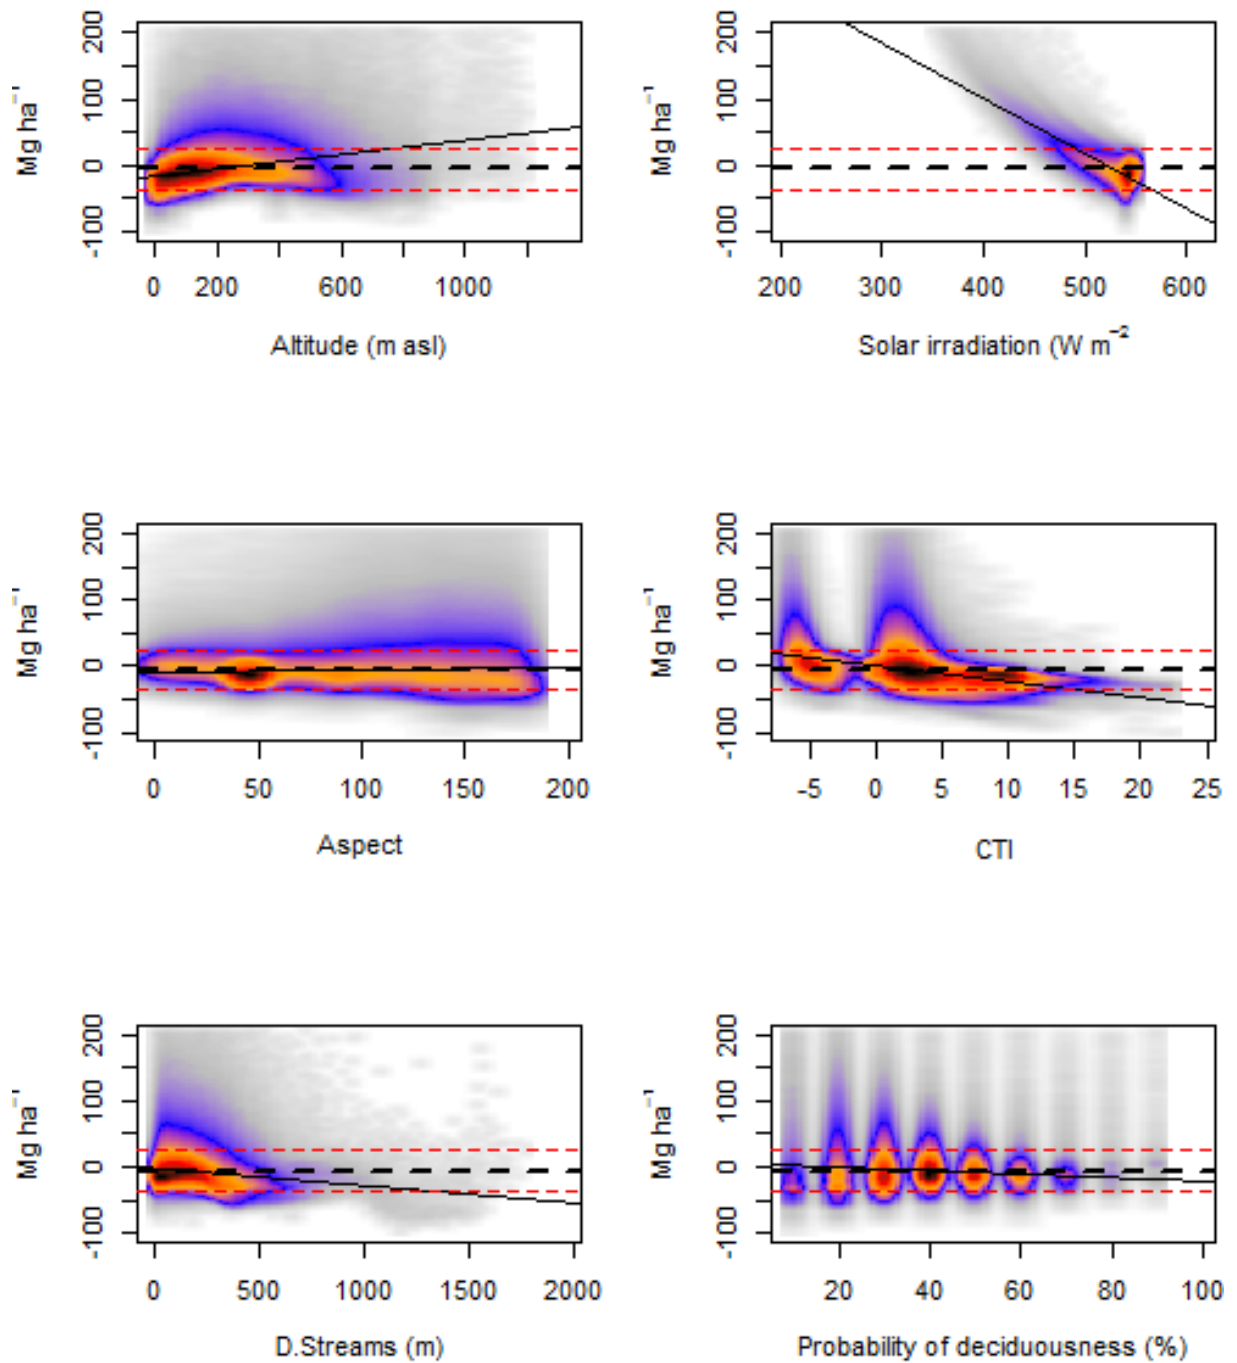 200
100
0
-100
Mg ha⁻¹
0 200 600 1000
Altitude (m asl)
200
100
0
-100
Mg ha⁻¹
200 300 400 500 600
Solar irradiation (W m⁻²
200
100
0
-100
Mg ha⁻¹
0 50 100 150 200
Aspect
200
100
0
-100
Mg ha⁻¹
-5 0 5 10 15 20 25
CTI
200
100
0
-100
Mg ha⁻¹
0 500 1000 1500 2000
D.Streams (m)
200
100
0
-100
Mg ha⁻¹
20 40 60 80 100
Probability of deciduousness (%)